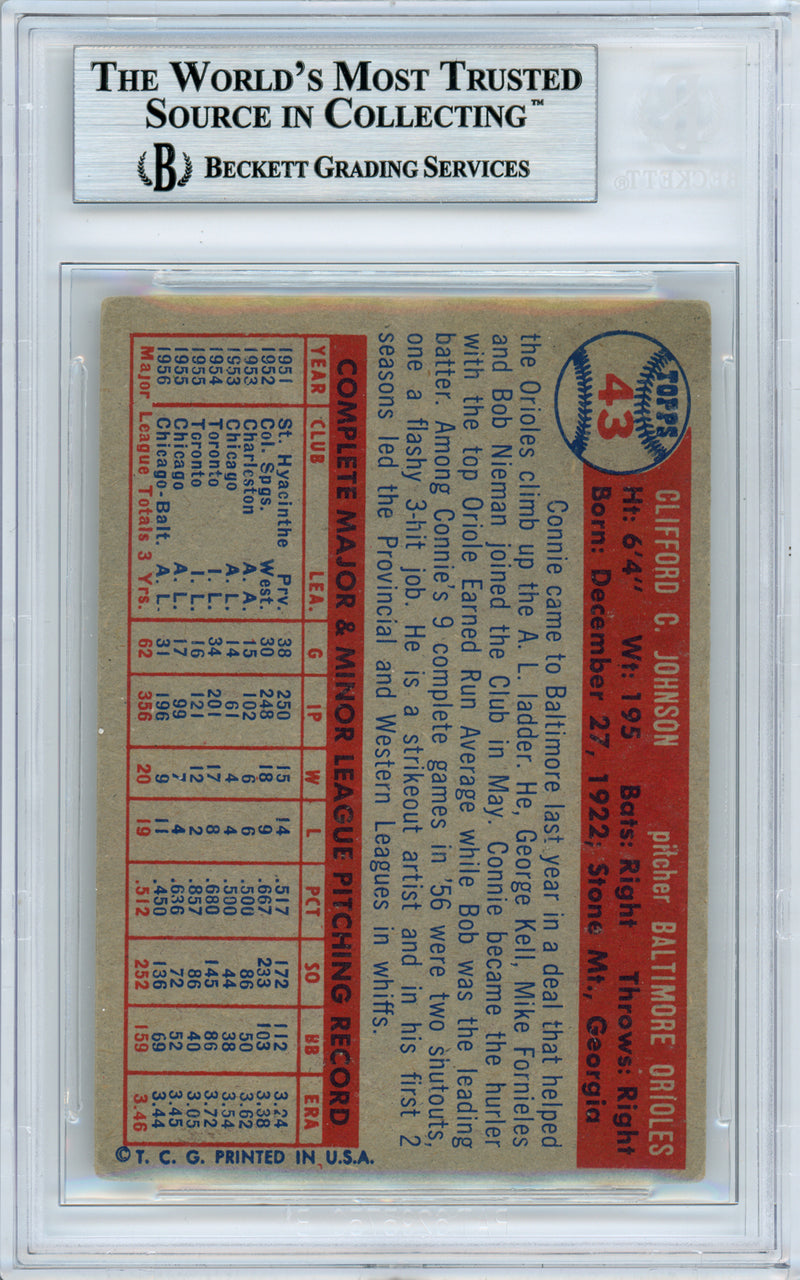 THE WORLD'S MOST TRUSTED
SOURCE IN COLLECTING™
B BECKETT GRADING SERVICES
BECKETT®
TOPPS
43
CLIFFORD C. JOHNSON pitcher BALTIMORE ORIOLES
Ht: 6'4" Wt: 195 Bats: Right Throws: Right
Born: December 27, 1922; Stone Mt., Georgia
Connie came to Baltimore last year in a deal that helped
the Orioles climb up the A. L. ladder. He, George Kell, Mike Fornieles
and Bob Nieman joined the Club in May. Connie became the hurler
with the top Oriole Earned Run Average while Bob was the leading
batter. Among Connie's 9 complete games in '56 were two shutouts,
one a flashy 3-hit job. He is a strikeout artist and in his first 2
seasons led the Provincial and Western Leagues in whiffs.
COMPLETE MAJOR & MINOR LEAGUE PITCHING RECORD
YEAR CLUB LEA. G IP W L PCT SO BB ERA
1951 St. Hyacinthe Prv. 38 250 15 14 .517 172 112 3.24
1952 Col. Spgs. West. 30 248 18 9 .667 233 103 3.38
1953 Charleston A. A. 15 102 6 6 .500 86 50 3.62
1953 Chicago A. L. 14 61 4 4 .500 44 38 3.54
1954 Toronto I. L. 34 201 17 8 .680 145 86 3.72
1955 Toronto I. L. 16 121 12 2 .857 86 40 3.05
1955 Chicago A. L. 17 99 7 4 .636 72 52 3.45
1956 Chicago-Balt. A. L. 31 196 9 11 .450 136 69 3.44
Major League Totals 3 Yrs. 62 356 20 19 .512 252 159 3.46
© T. C. G. PRINTED IN U.S.A.